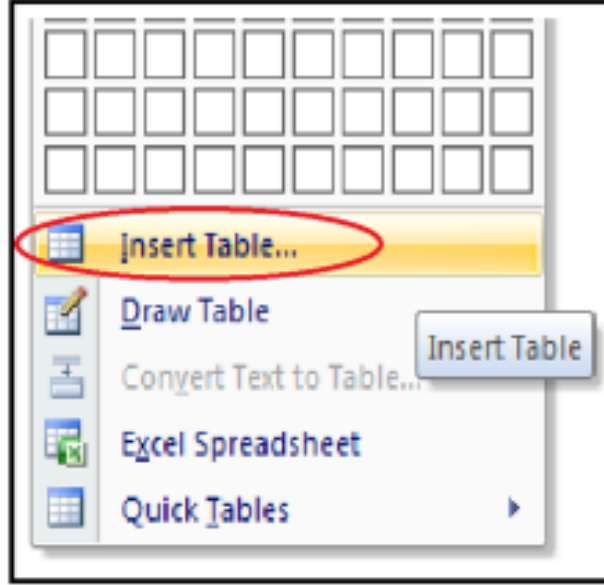 Insert Table...
Draw Table
Insert Table
Convert Text to Table...
Excel Spreadsheet
Quick Tables